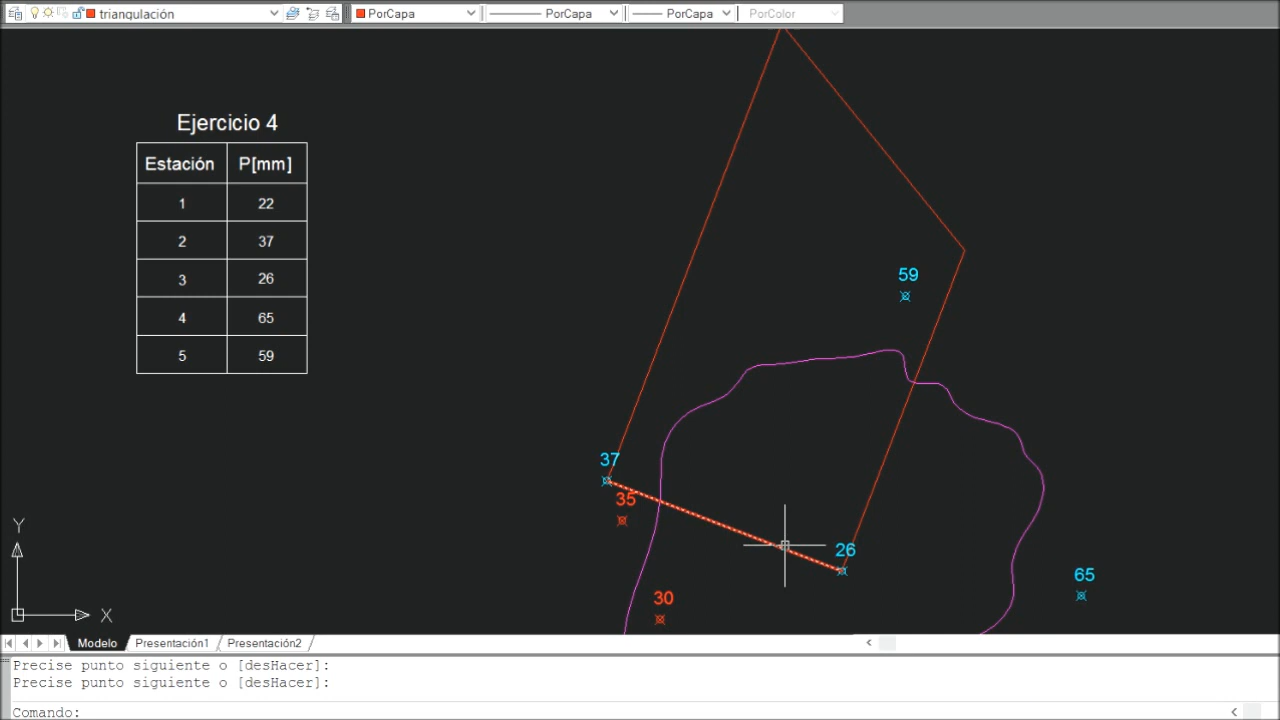 triangulación PorCapa PorCapa PorCapa PorColor
Ejercicio 4
Estación P[mm]
1 22
2 37
3 26
4 65
5 59
59
37
35
26
65
30
Y
X
Modelo Presentación1 Presentación2
Precise punto siguiente o [desHacer]:
Precise punto siguiente o [desHacer]:
Comando: